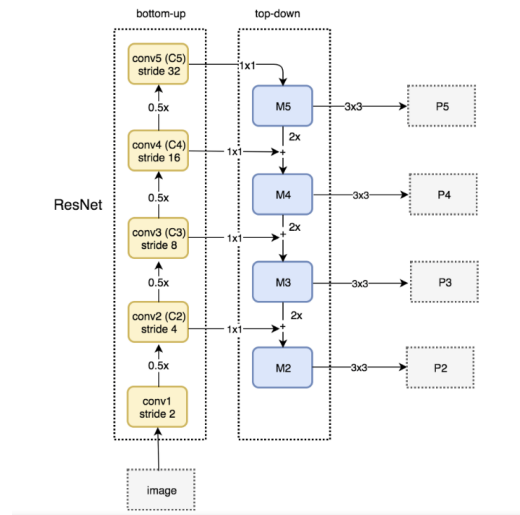 bottom-up
top-down
conv5 (C5)
stride 32
1x1
M5
3x3
P5
0.5x
2x
conv4 (C4)
stride 16
1x1
+
M4
3x3
P4
ResNet
0.5x
2x
conv3 (C3)
stride 8
1x1
+
M3
3x3
P3
0.5x
2x
conv2 (C2)
stride 4
1x1
+
M2
3x3
P2
0.5x
conv1
stride 2
image